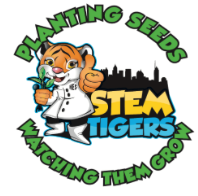 PLANTING SEEDS
STEM
TIGERS
WATCHING THEM GROW